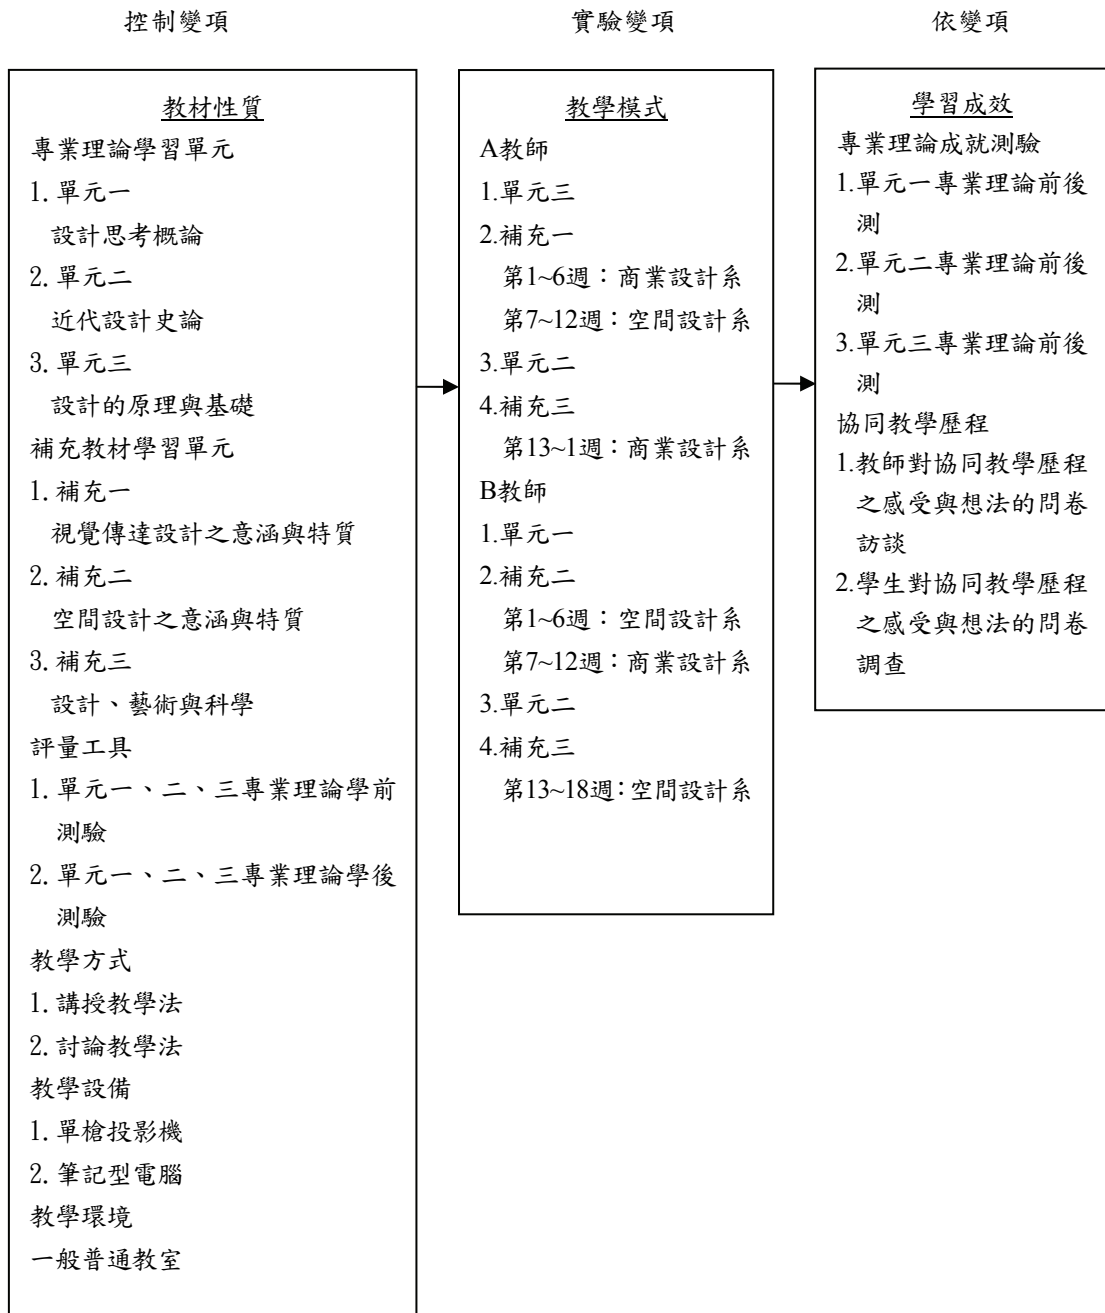 控制變項
實驗變項
依變項
教材性質
專業理論學習單元
1. 單元一
設計思考概論
2. 單元二
近代設計史論
3. 單元三
設計的原理與基礎
補充教材學習單元
1. 補充一
視覺傳達設計之意涵與特質
2. 補充二
空間設計之意涵與特質
3. 補充三
設計、藝術與科學
評量工具
1. 單元一、二、三專業理論學前
測驗
2. 單元一、二、三專業理論學後
測驗
教學方式
1. 講授教學法
2. 討論教學法
教學設備
1. 單槍投影機
2. 筆記型電腦
教學環境
一般普通教室
教學模式
A教師
1.單元三
2.補充一
第1~6週：商業設計系
第7~12週：空間設計系
3.單元二
4.補充三
第13~1週：商業設計系
B教師
1.單元一
2.補充二
第1~6週：空間設計系
第7~12週：商業設計系
3.單元二
4.補充三
第13~18週：空間設計系
學習成效
專業理論成就測驗
1.單元一專業理論前後
測
2.單元二專業理論前後
測
3.單元三專業理論前後
測
協同教學歷程
1.教師對協同教學歷程
之感受與想法的問卷
訪談
2.學生對協同教學歷程
之感受與想法的問卷
調查